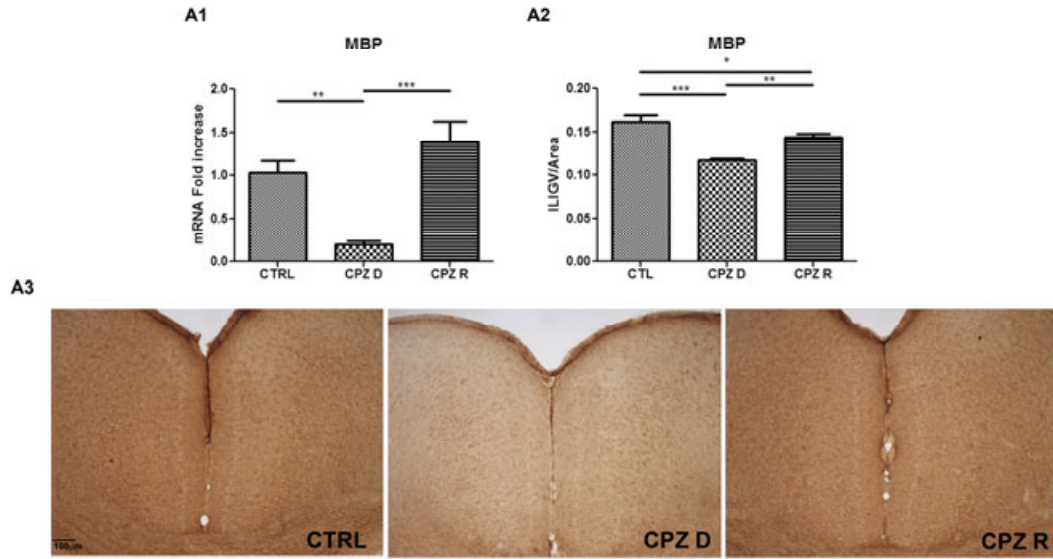 A1
MBP
mRNA Fold increase
2.0
1.5
1.0
0.5
0.0
**
***
CTRL
CPZ D
CPZ R
A2
MBP
ILIGV/Area
0.20
0.15
0.10
0.05
0.00
*
***
**
CTL
CPZ D
CPZ R
A3
100µm
CTRL
CPZ D
CPZ R